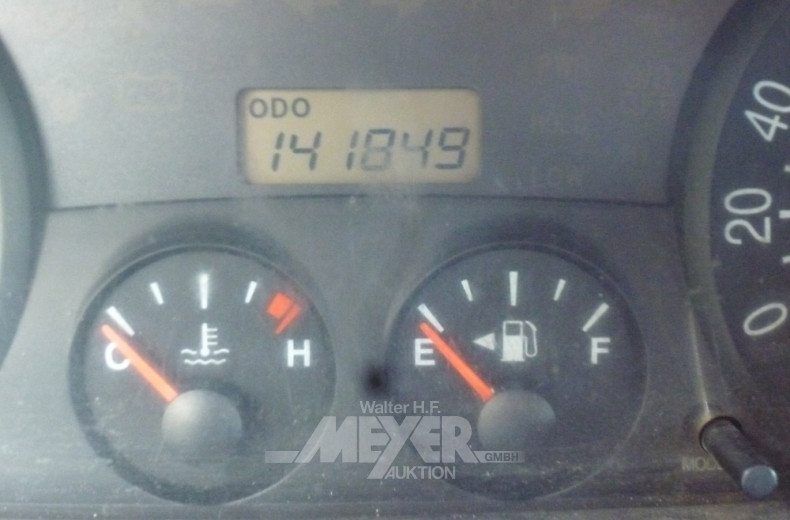 ODO
141849
40
20
0
C
H
E
F
Walter H.F.
MEYER
GMBH
AUKTION